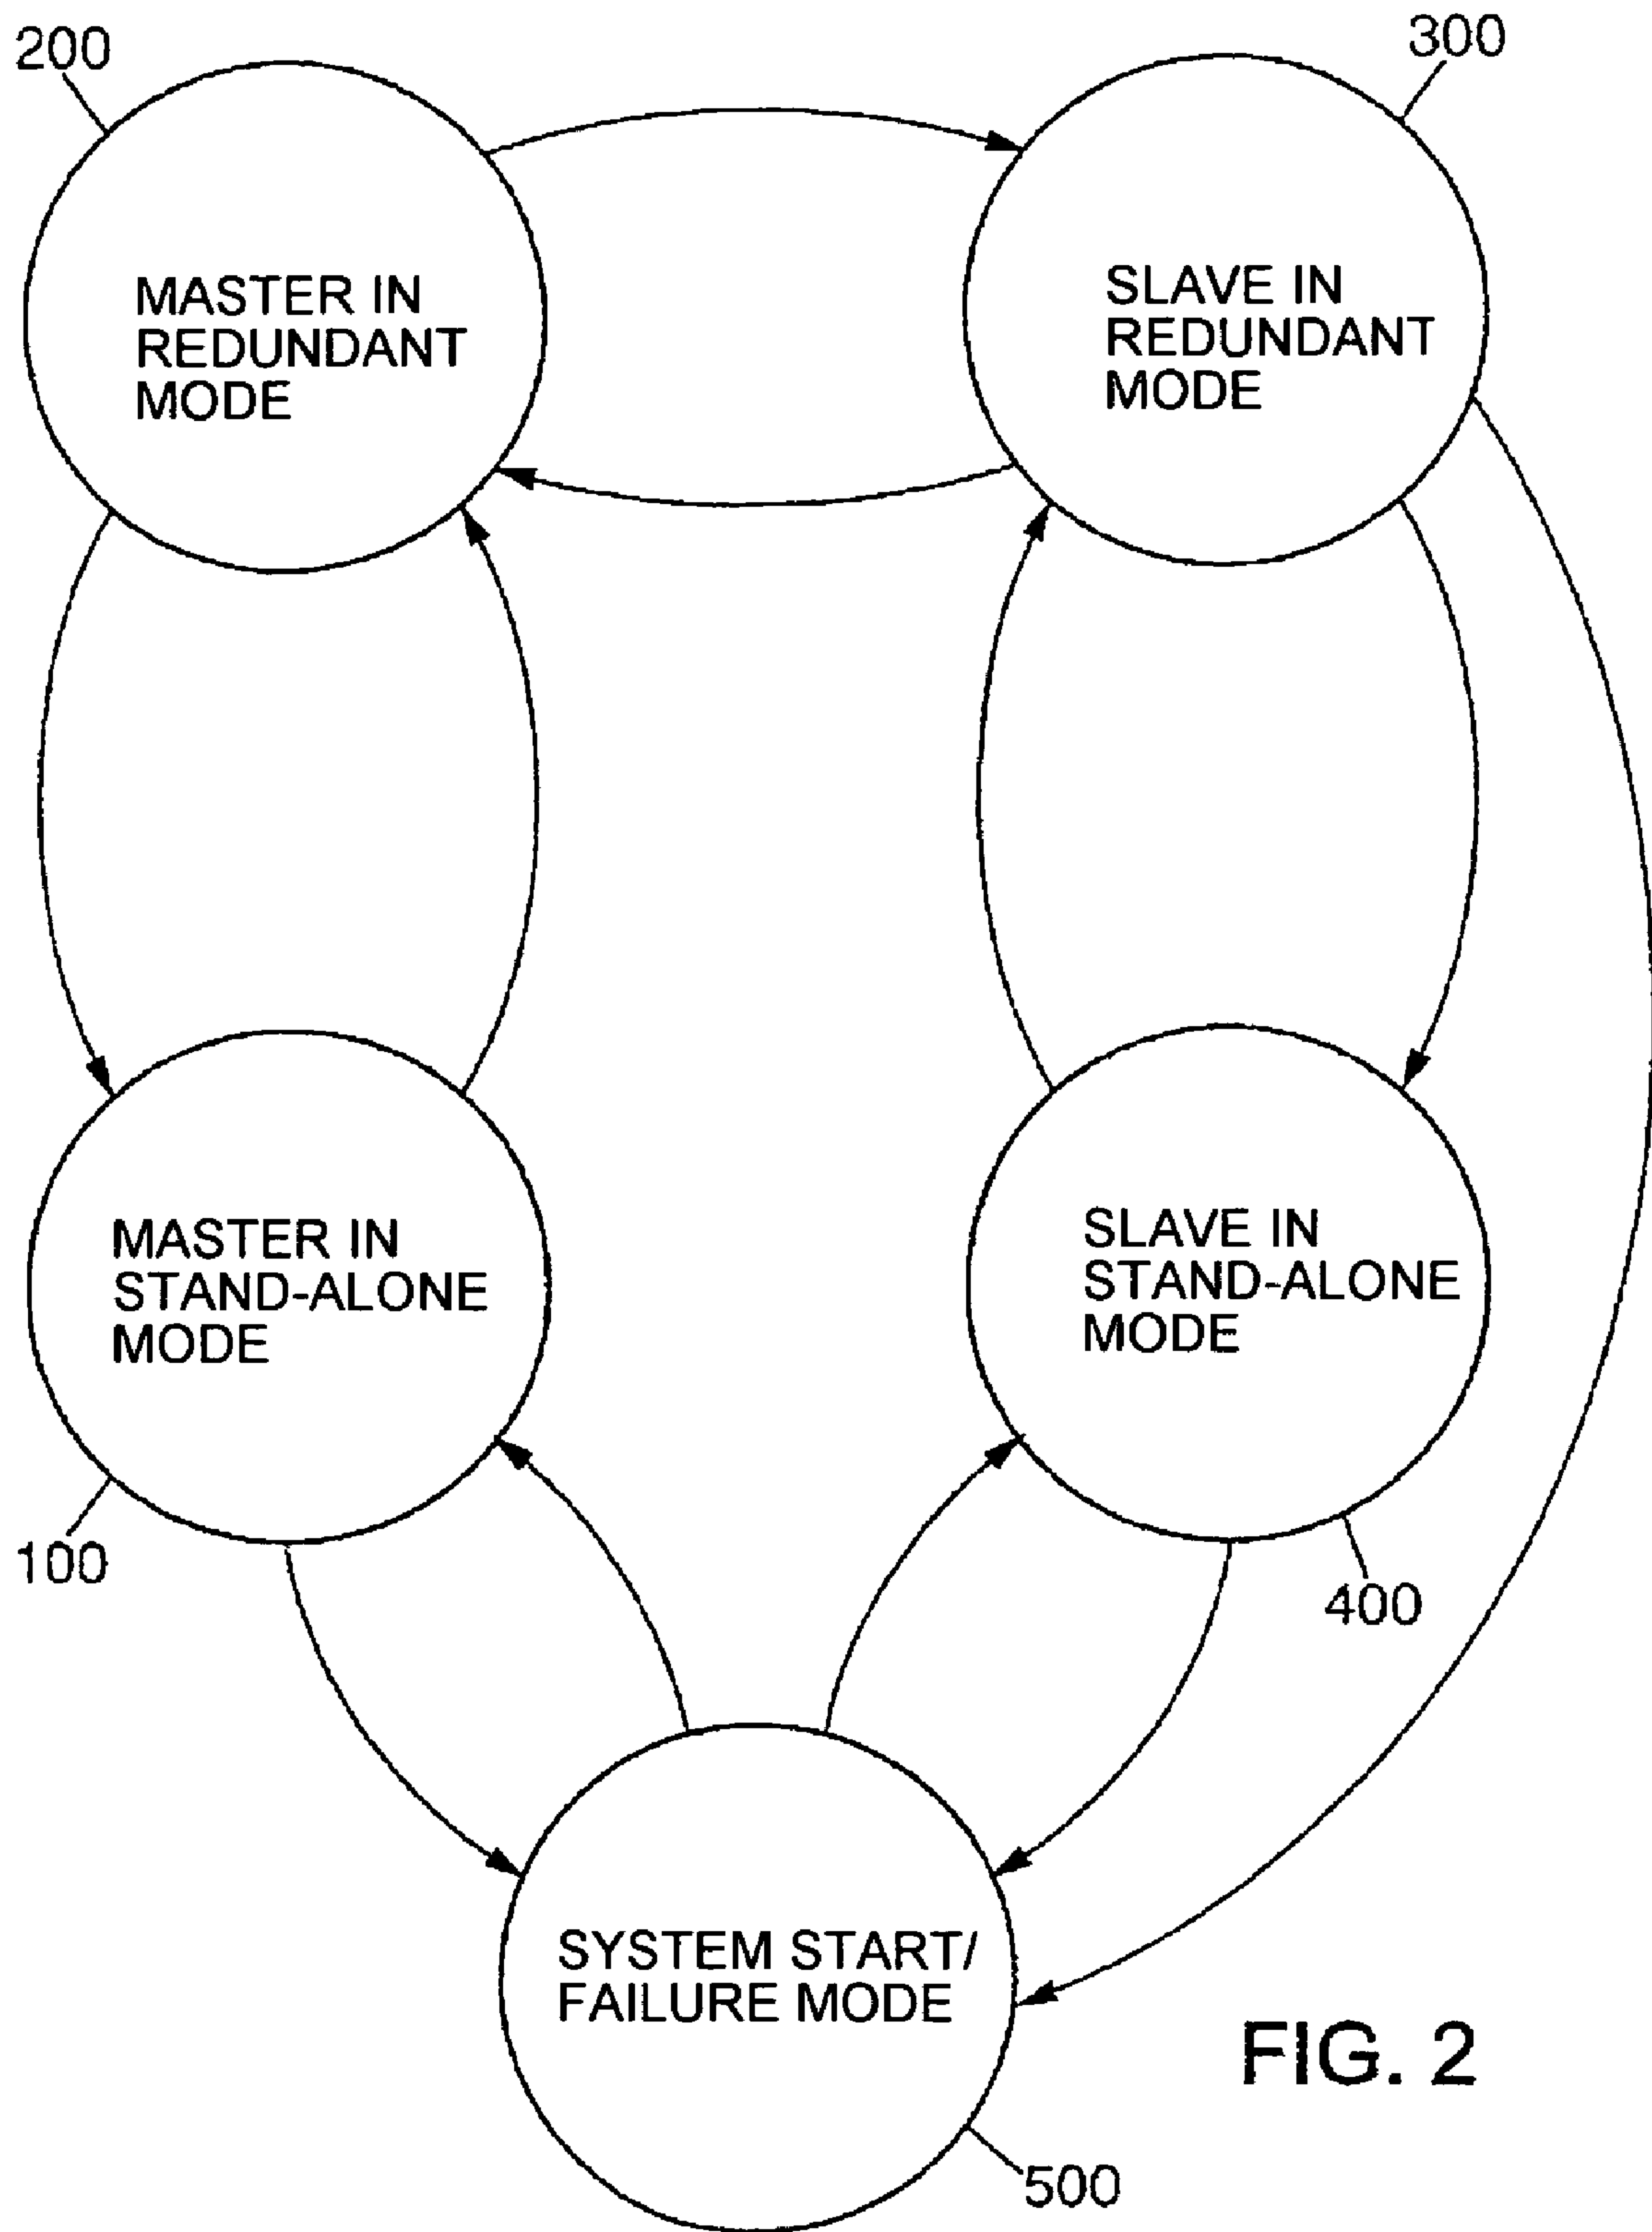 200
300
MASTER IN
REDUNDANT
MODE
SLAVE IN
REDUNDANT
MODE
MASTER IN
STAND-ALONE
MODE
SLAVE IN
STAND-ALONE
MODE
100
400
SYSTEM START/
FAILURE MODE
FIG. 2
500